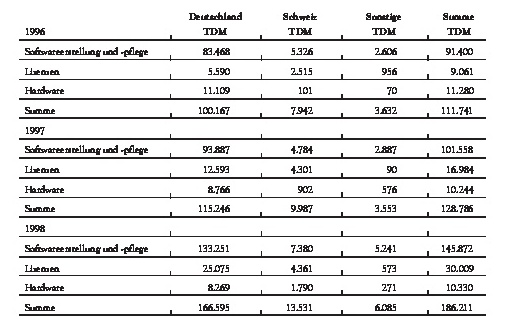 Deutschland Schweiz Sonstige Summe
1996 TDM TDM TDM TDM
Softwareerstellung und -pflege 83.468 5.326 2.606 91.400
Lizenzen 5.590 2.515 956 9.061
Hardware 11.109 101 70 11.280
Summe 100.167 7.942 3.632 111.741
1997
Softwareerstellung und -pflege 93.887 4.784 2.887 101.558
Lizenzen 12.593 4.301 90 16.984
Hardware 8.766 902 576 10.244
Summe 115.246 9.987 3.553 128.786
1998
Softwareerstellung und -pflege 133.251 7.380 5.241 145.872
Lizenzen 25.075 4.361 573 30.009
Hardware 8.269 1.790 271 10.330
Summe 166.595 13.531 6.085 186.211